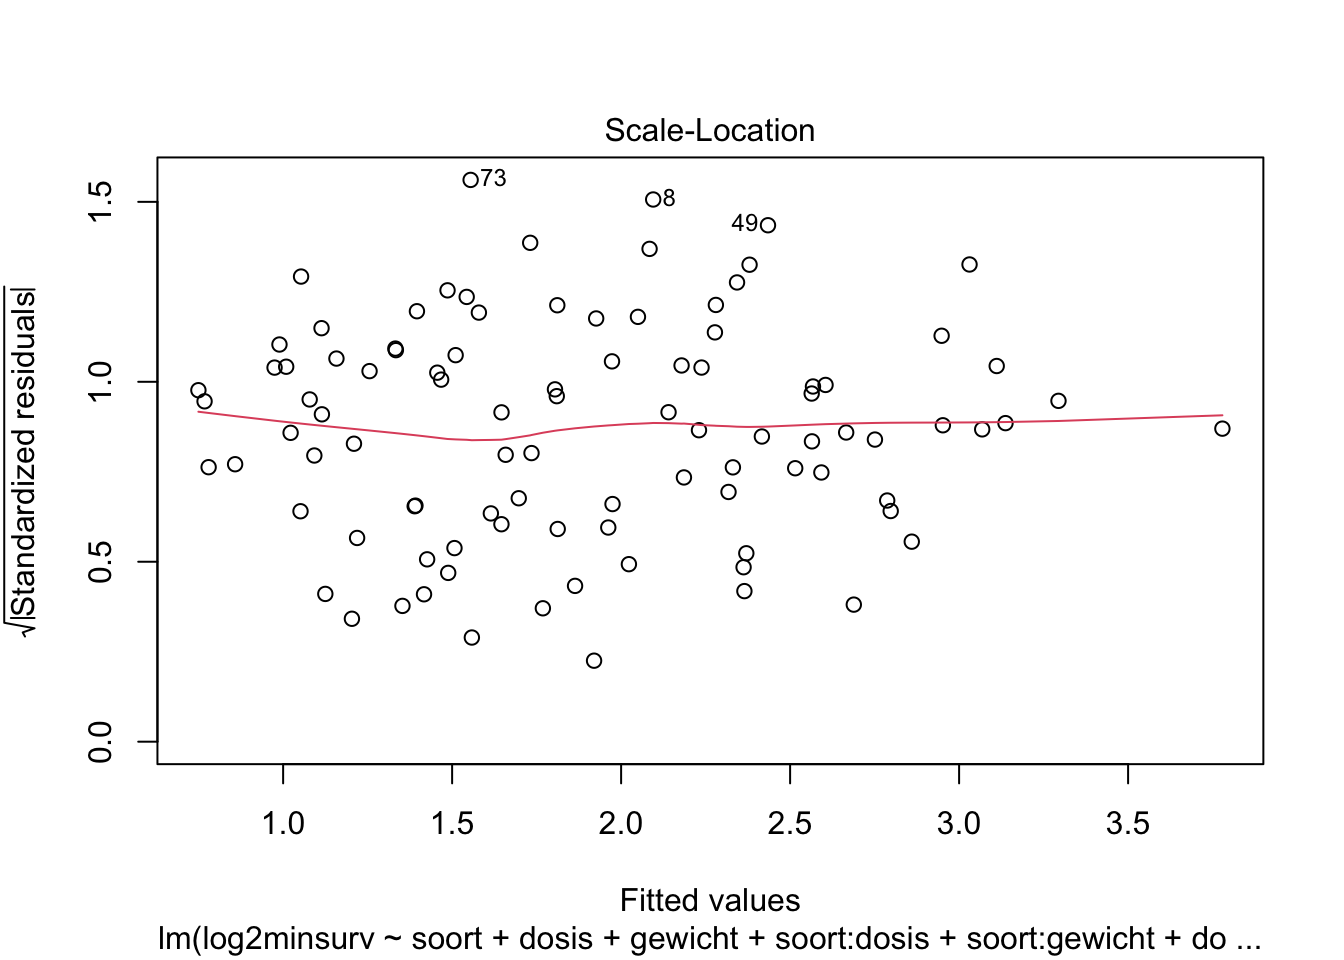 Scale-Location
√|Standardized residuals|
1.5
1.0
0.5
0.0
73
8
49
1.0 1.5 2.0 2.5 3.0 3.5
Fitted values
lm(log2minsurv ~ soort + dosis + gewicht + soort:dosis + soort:gewicht + do ...